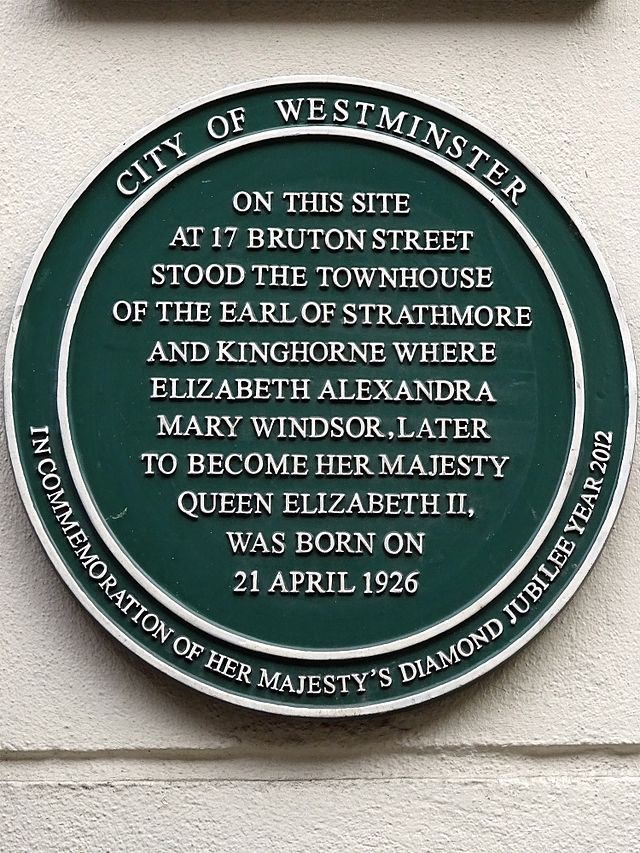 CITY OF WESTMINSTER
ON THIS SITE
AT 17 BRUTON STREET
STOOD THE TOWNHOUSE
OF THE EARL OF STRATHMORE
AND KINGHORNE WHERE
ELIZABETH ALEXANDRA
MARY WINDSOR, LATER
TO BECOME HER MAJESTY
QUEEN ELIZABETH II,
WAS BORN ON
21 APRIL 1926
IN COMMEMORATION OF HER MAJESTY'S DIAMOND JUBILEE YEAR 2012